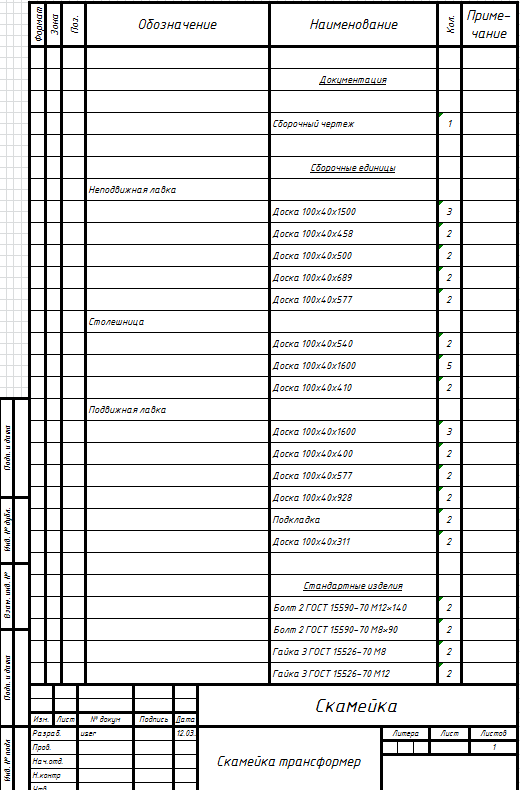 Формат Зона Поз. Обозначение Наименование Кол. Приме-
чание
Документация
Сборочный чертеж 1
Сборочные единицы
Неподвижная лавка
Доска 100х40х1500 3
Доска 100х40х458 2
Доска 100х40х500 2
Доска 100х40х689 2
Доска 100х40х577 2
Столешница
Доска 100х40х540 2
Доска 100х40х1600 5
Доска 100х40х410 2
Подвижная лавка
Доска 100х40х1600 3
Доска 100х40х400 2
Доска 100х40х577 2
Доска 100х40х928 2
Подкладка 2
Доска 100х40х311 2
Стандартные изделия
Болт 2 ГОСТ 15590-70 М12×140 2
Болт 2 ГОСТ 15590-70 М8×90 2
Гайка 3 ГОСТ 15526-70 М8 2
Гайка 3 ГОСТ 15526-70 М12 2
Подп. и дата
Инв. № дубл.
Взам. инв. №
Подп. и дата
Инв. № подл
Скамейка
Изм. Лист № докум Подпись Дата
Разраб. user 12.03.
Пров.
Нач.отд.
Н.контр
Утв.
Скамейка трансформер
Литера Лист Листов
1